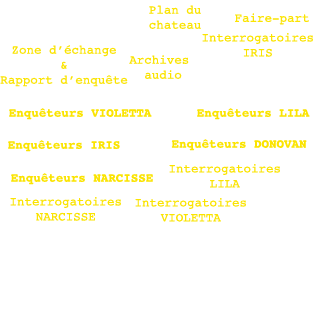 Plan du
chateau
Faire-part
Interrogatoires
IRIS
Zone d'échange
&
Rapport d'enquête
Archives
audio
Enquêteurs VIOLETTA
Enquêteurs LILA
Enquêteurs IRIS
Enquêteurs DONOVAN
Enquêteurs NARCISSE
Interrogatoires
LILA
Interrogatoires
NARCISSE
Interrogatoires
VIOLETTA